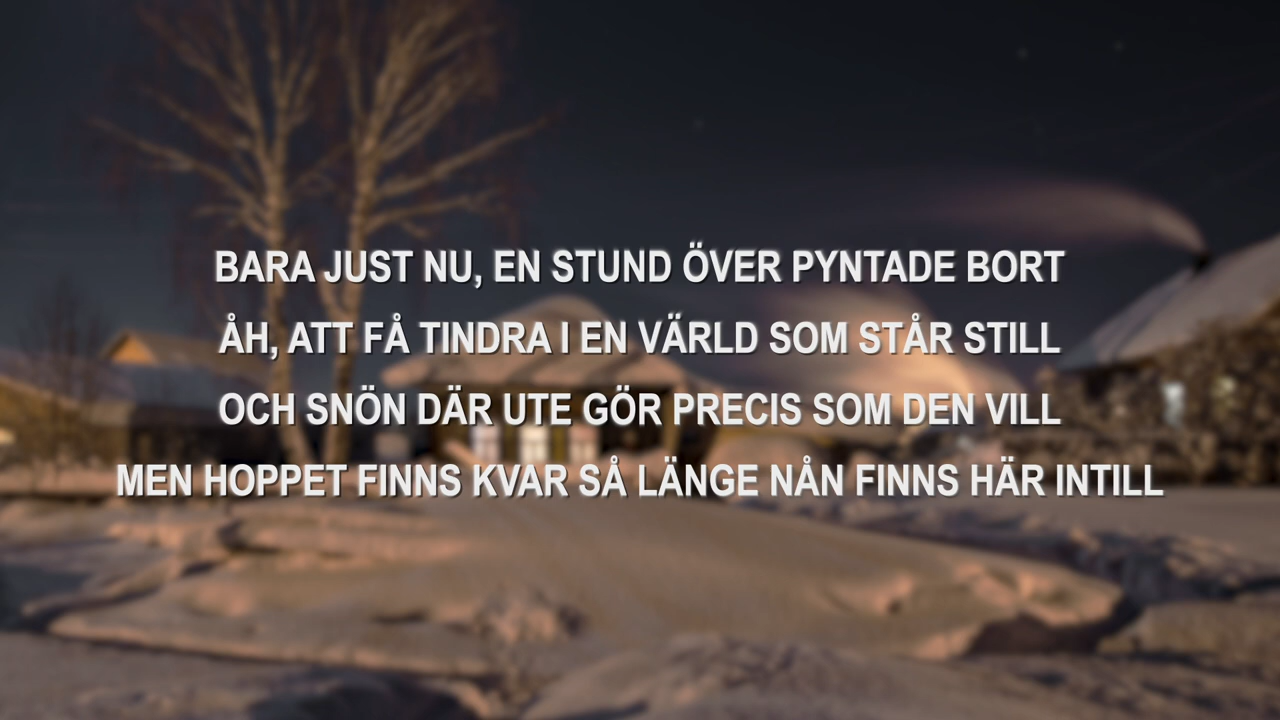 BARA JUST NU, EN STUND ÖVER PYNTADE BORT
ÅH, ATT FÅ TINDRA I EN VÄRLD SOM STÅR STILL
OCH SNÖN DÄR UTE GÖR PRECIS SOM DEN VILL
MEN HOPPET FINNS KVAR SÅ LÄNGE NÅN FINNS HÄR INTILL